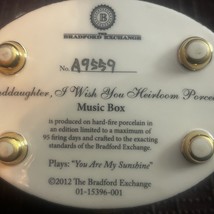 B
THE
BRADFORD EXCHANGE
No. A9559
ddaughter, I Wish You Heirloom Porcel
Music Box
is produced on hard-fire porcelain in
an edition limited to a maximum of
95 firing days and crafted to the exacting
standards of the Bradford Exchange.
Plays: "You Are My Sunshine"
©2012 The Bradford Exchange
01-15396-001